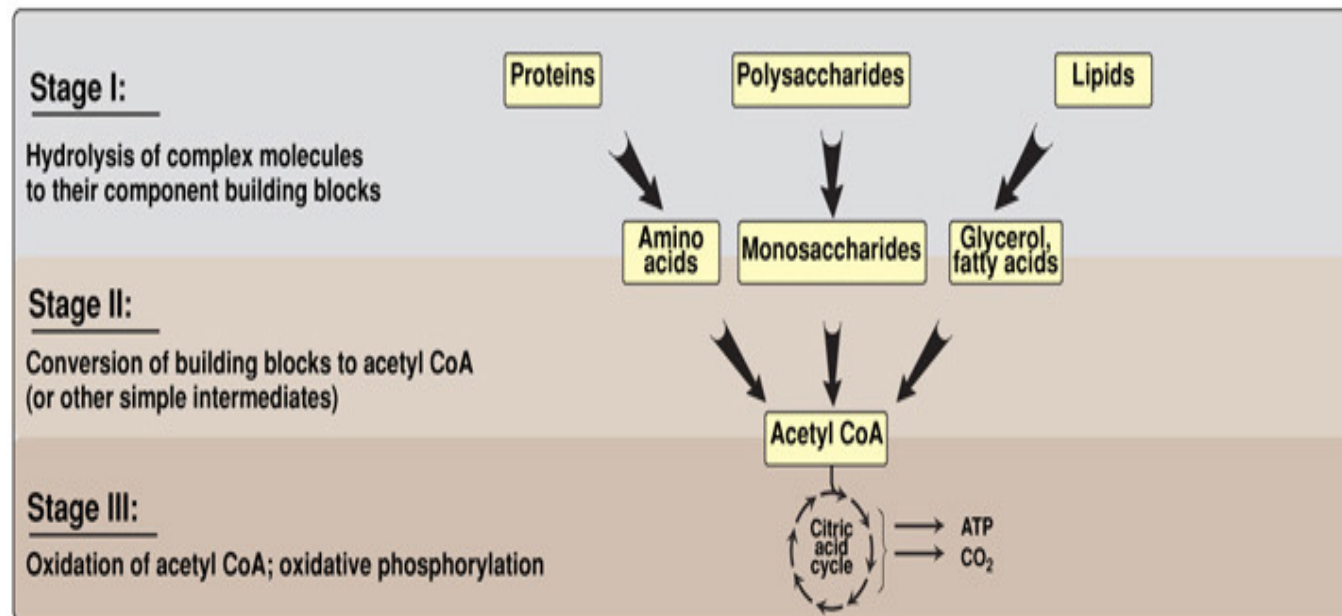 Stage I:
Hydrolysis of complex molecules
to their component building blocks
Proteins
Polysaccharides
Lipids
Amino
acids
Monosaccharides
Glycerol,
fatty acids
Stage II:
Conversion of building blocks to acetyl CoA
(or other simple intermediates)
Acetyl CoA
Stage III:
Oxidation of acetyl CoA; oxidative phosphorylation
Citric
acid
cycle
ATP
CO₂